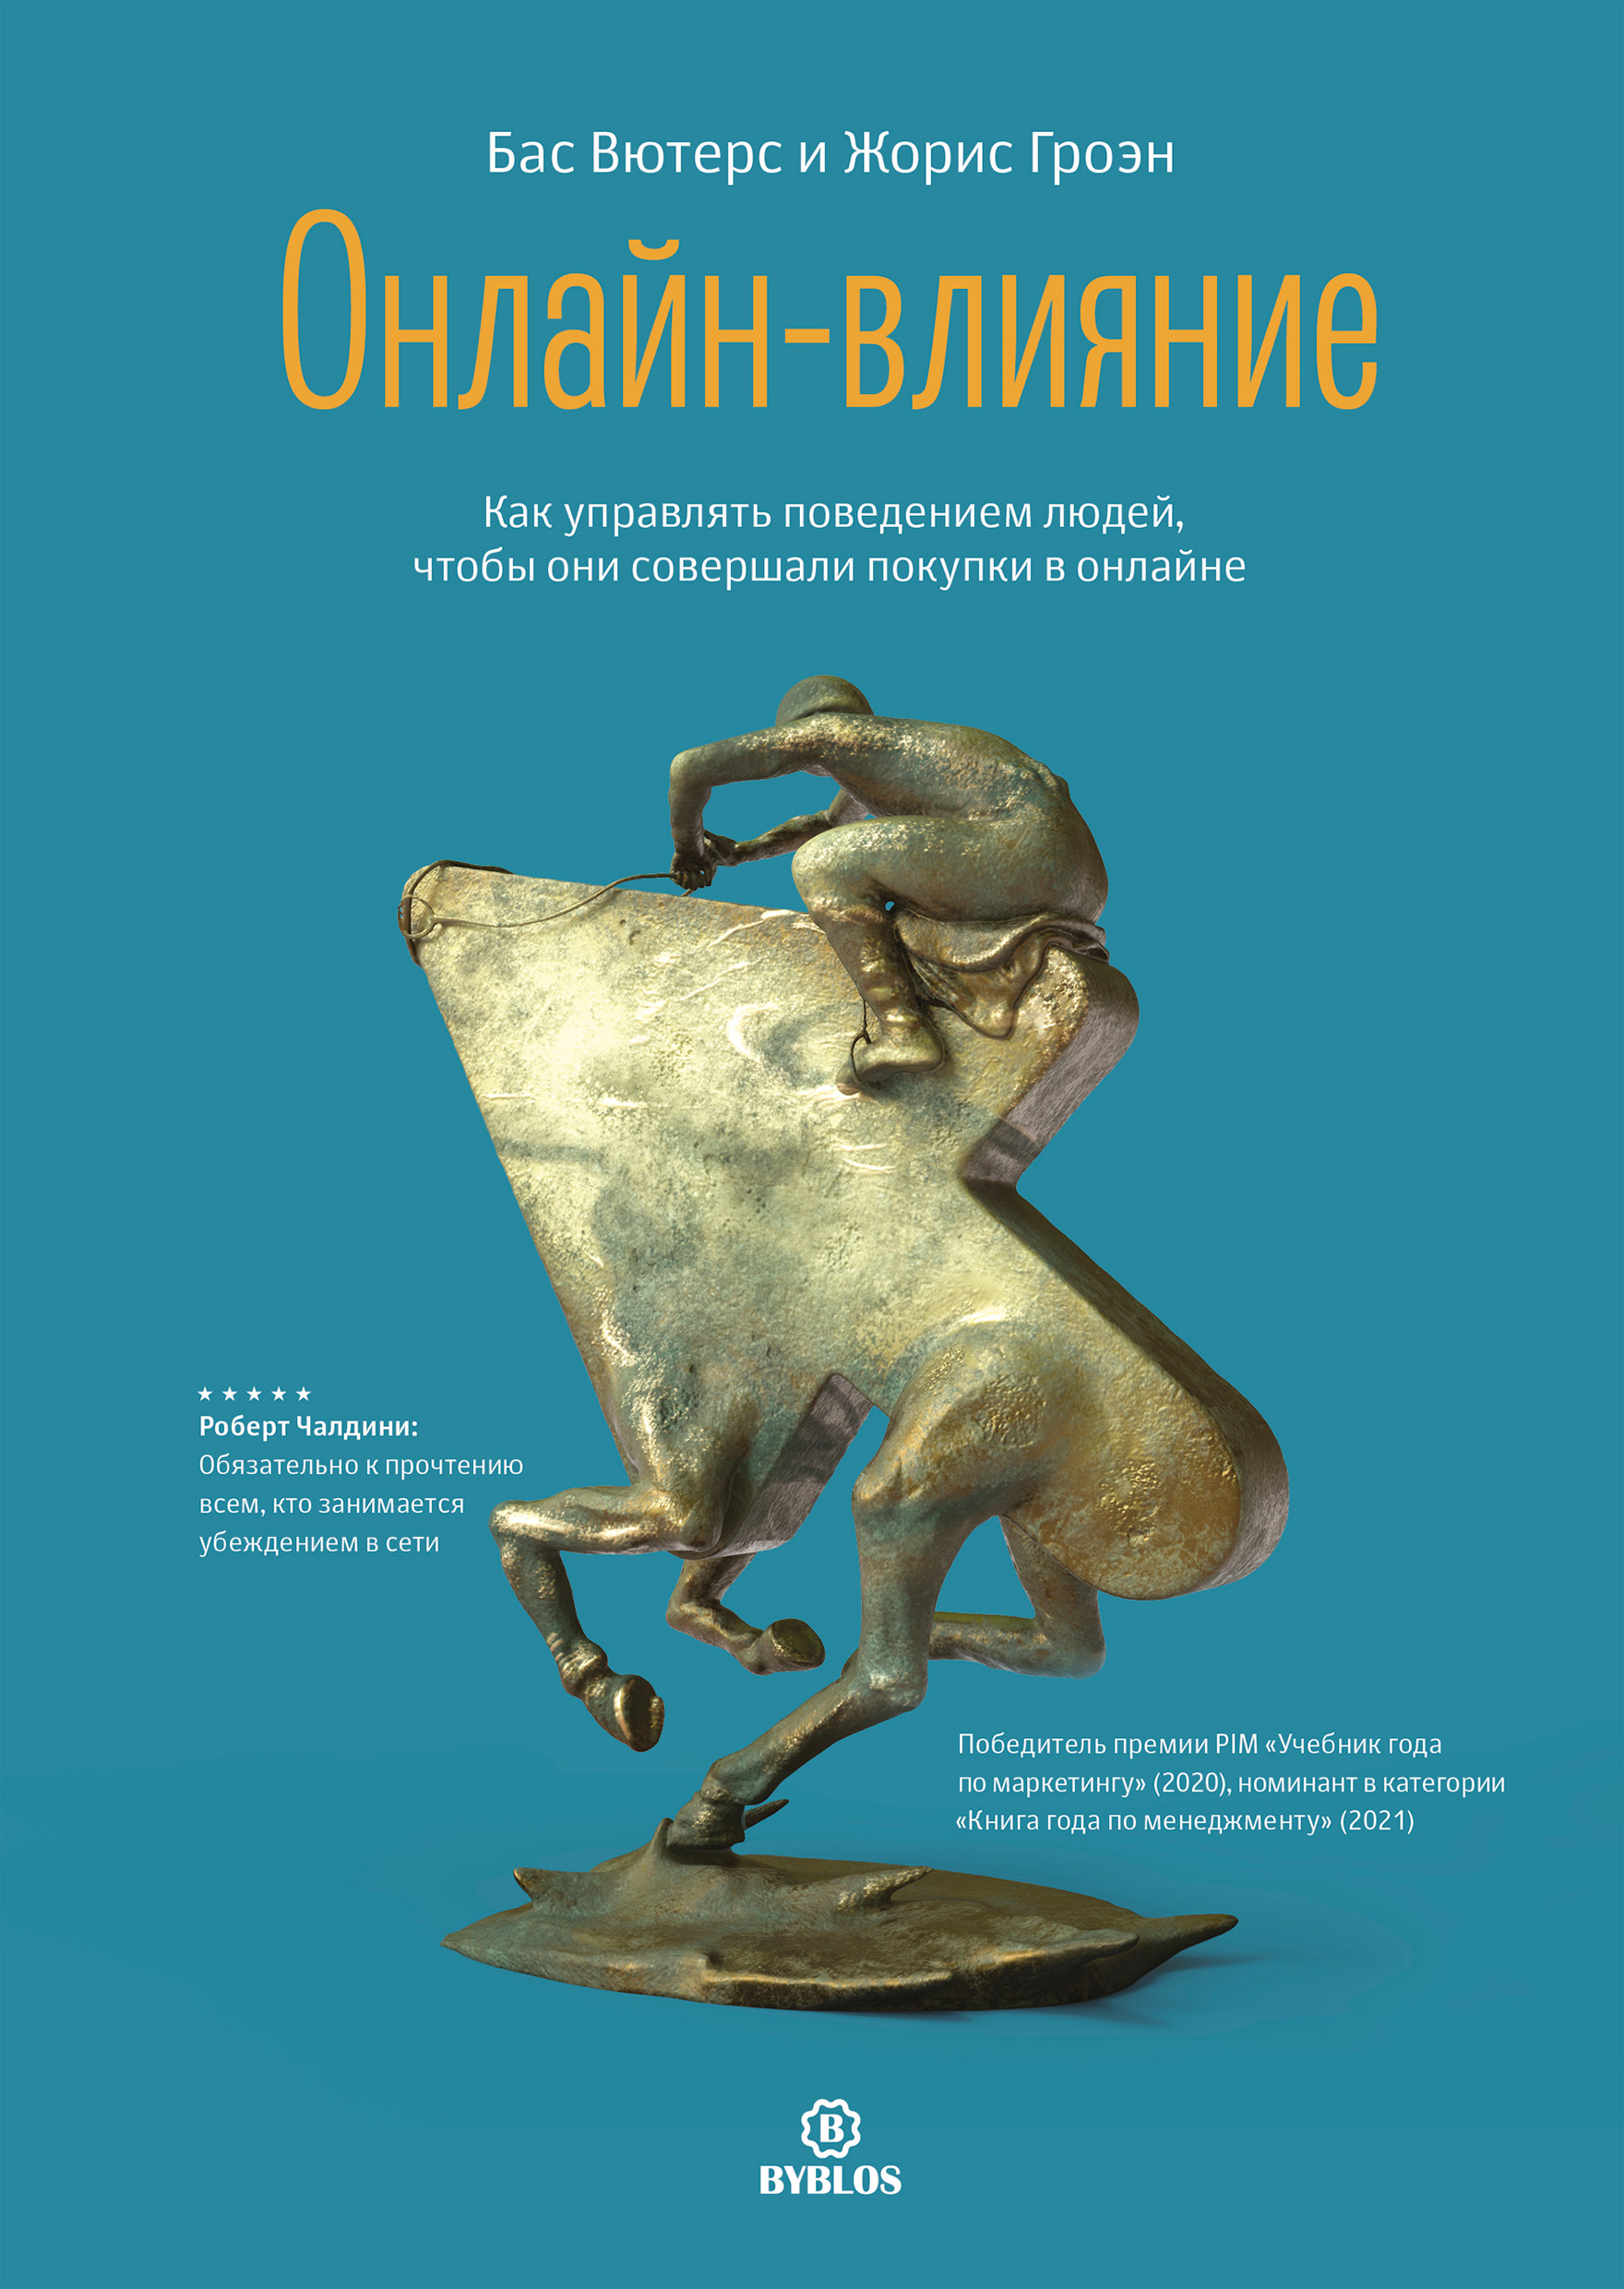 Бас Вютерс и Жорис Гроэн
Онлайн-влияние
Как управлять поведением людей,
чтобы они совершали покупки в онлайне
★ ★ ★ ★ ★
Роберт Чалдини:
Обязательно к прочтению
всем, кто занимается
убеждением в сети
Победитель премии PIM «Учебник года
по маркетингу» (2020), номинант в категории
«Книга года по менеджменту» (2021)
B
BYBLOS